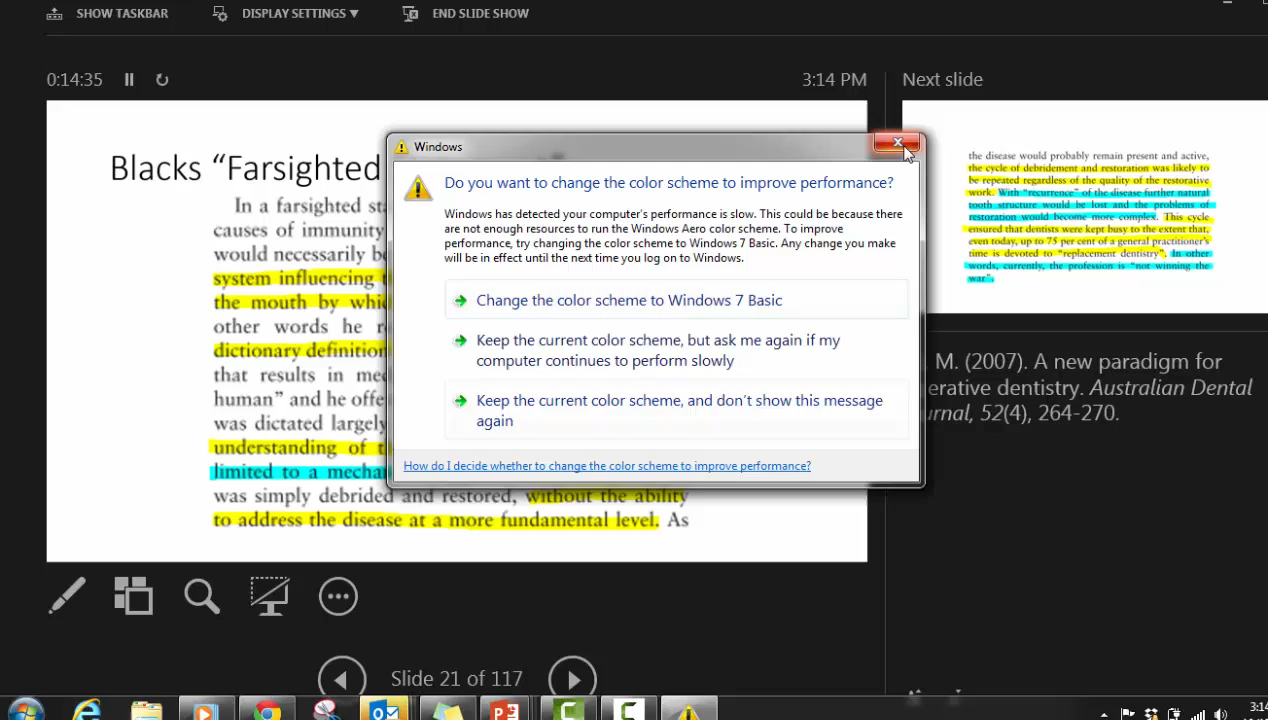 SHOW TASKBAR
DISPLAY SETTINGS ▼
END SLIDE SHOW
0:14:35
3:14 PM
Next slide
Blacks “Farsighted
In a farsighted
causes of immunity
would necessarily
system influencing
the mouth by
other words he
dictionary
that results in
human” and he
was dictated largely
understanding of
limited to a
was simply debrided and restored, without the ability
to address the disease at a more fundamental level. As
Windows
Do you want to change the color scheme to improve performance?
Windows has detected your computer's performance is slow. This could be because there
are not enough resources to run the Windows Aero color scheme. To improve
performance, try changing the color scheme to Windows 7 Basic. Any change you make
will be in effect until the next time you log on to Windows.
Change the color scheme to Windows 7 Basic
Keep the current color scheme, but ask me again if my
computer continues to perform slowly
Keep the current color scheme, and don't show this message
again
How do I decide whether to change the color scheme to improve performance?
the disease would probably remain present and active,
the cycle of debridement and restoration was likely to
be repeated regardless of the quality of the restorative
work. With “recurrence” of the disease further natural
tooth structure would be lost and the problems of
restoration would become more complex. This cycle
ensured that dentists were kept busy to the extent that,
even today, up to 75 per cent of a general practitioner's
time is devoted to “replacement dentistry”. In other
words, currently, the profession is “not winning the
war”.
M. (2007). A new paradigm for
erative dentistry. Australian Dental
urnal, 52(4), 264-270.
Slide 21 of 117
3:14